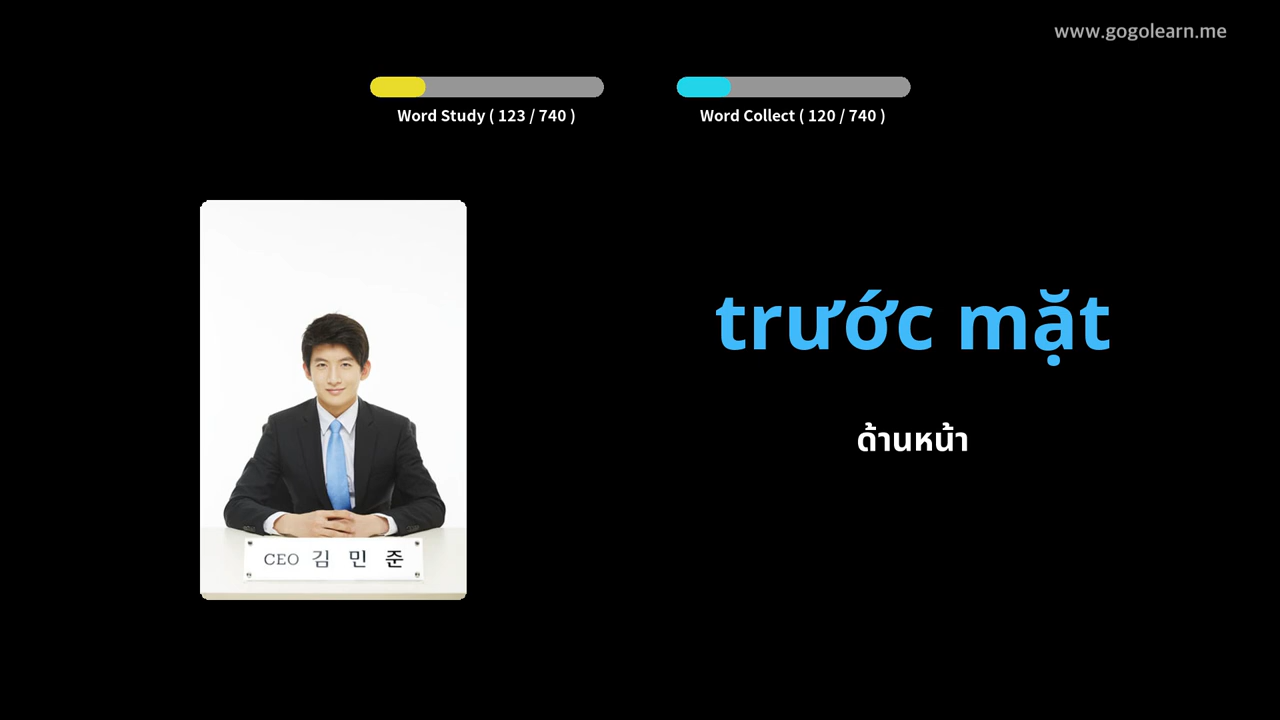 www.gogolearn.me
Word Study ( 123 / 740 )
Word Collect ( 120 / 740 )
trước mặt
ด้านหน้า
CEO 김 민 준